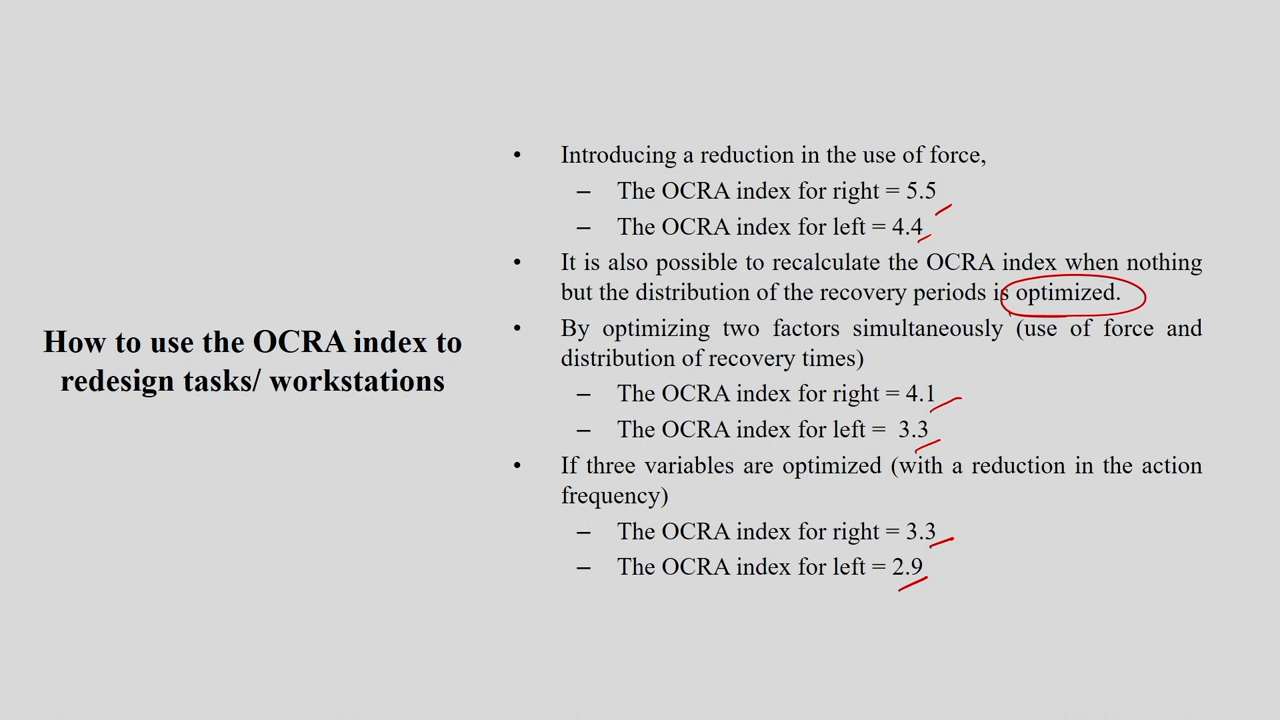 How to use the OCRA index to
redesign tasks/ workstations
• Introducing a reduction in the use of force,
– The OCRA index for right = 5.5
– The OCRA index for left = 4.4
• It is also possible to recalculate the OCRA index when nothing
but the distribution of the recovery periods is optimized.
• By optimizing two factors simultaneously (use of force and
distribution of recovery times)
– The OCRA index for right = 4.1
– The OCRA index for left = 3.3
• If three variables are optimized (with a reduction in the action
frequency)
– The OCRA index for right = 3.3
– The OCRA index for left = 2.9